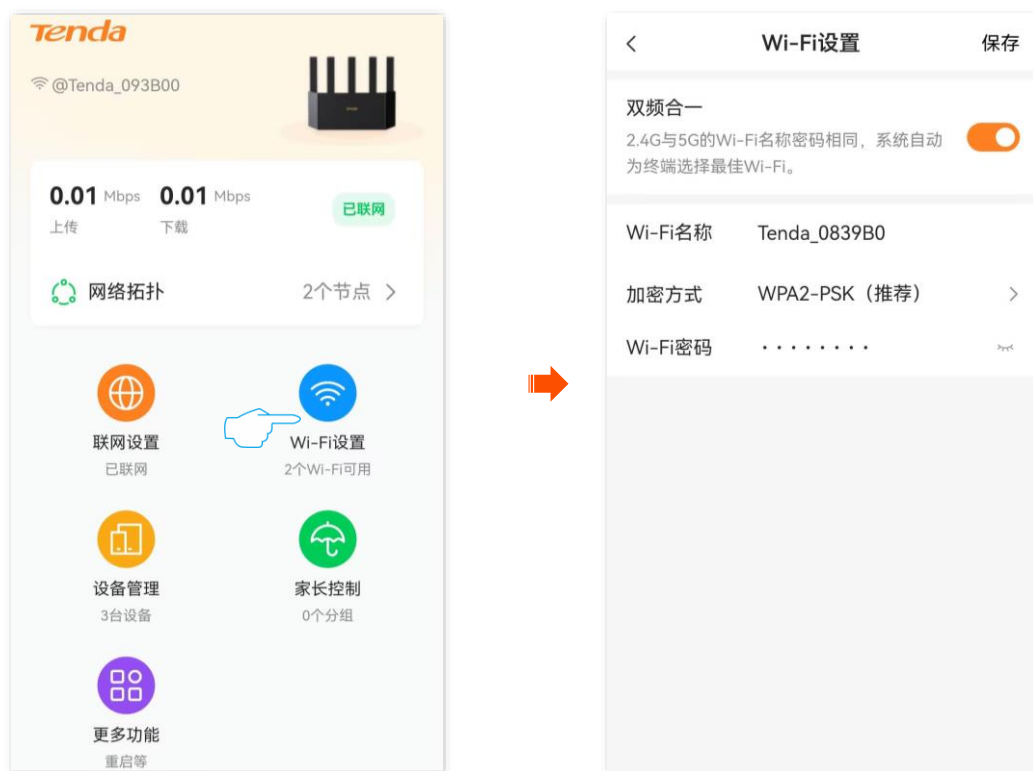 Tenda
@Tenda_093B00
0.01 Mbps 0.01 Mbps
上传 下载
已联网
网络拓扑 2个节点
联网设置 Wi-Fi设置
已联网 2个Wi-Fi可用
设备管理 家长控制
3台设备 0个分组
更多功能
重启等
Wi-Fi设置 保存
双频合一
2.4G与5G的Wi-Fi名称密码相同，系统自动
为终端选择最佳Wi-Fi。
Wi-Fi名称 Tenda_0839B0
加密方式 WPA2-PSK（推荐）
Wi-Fi密码 ········